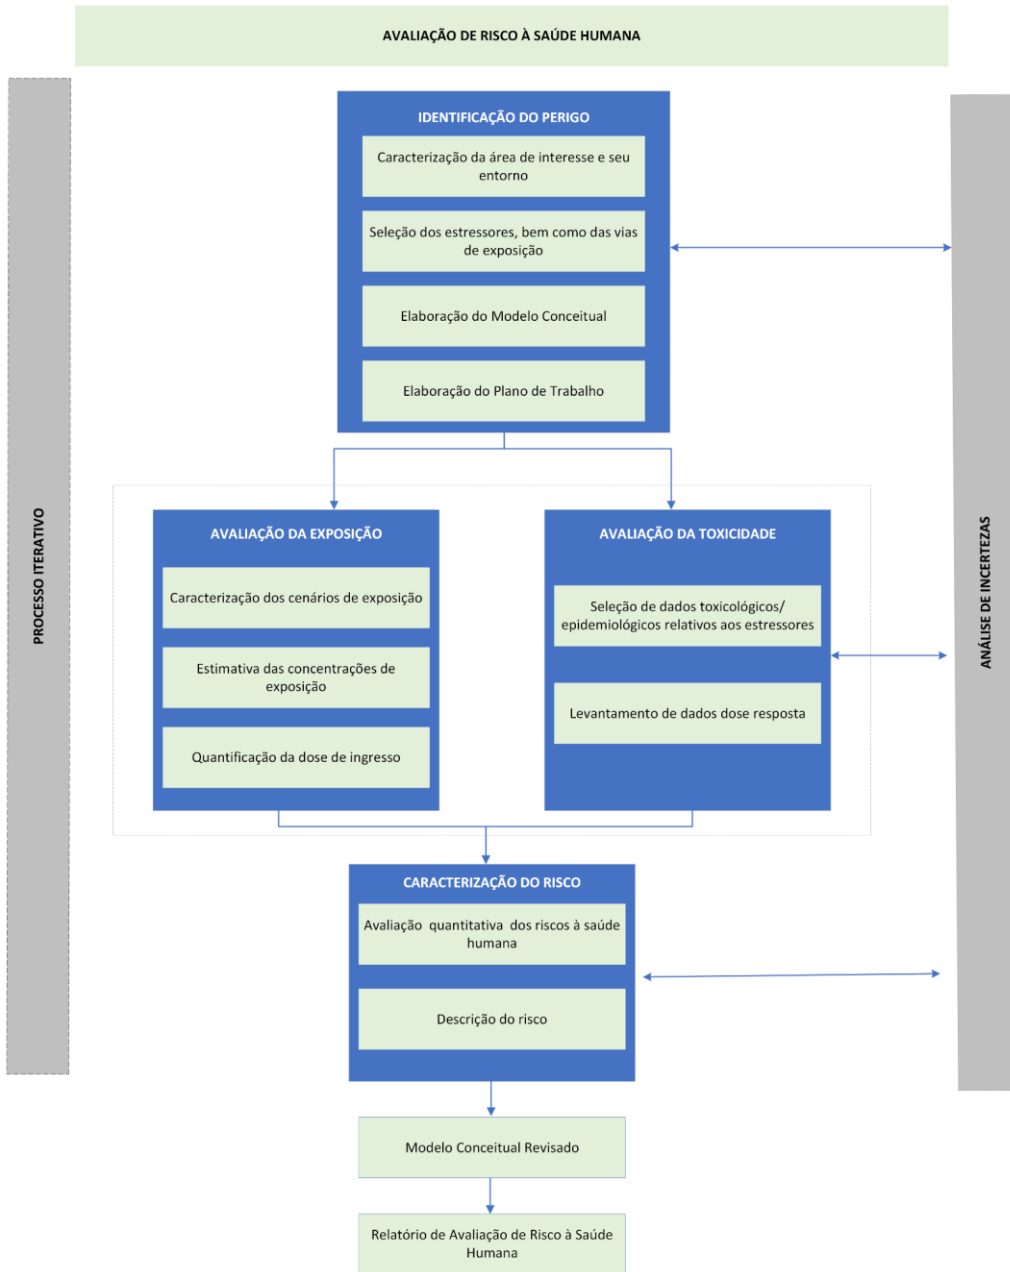 AVALIAÇÃO DE RISCO À SAÚDE HUMANA
PROCESSO ITERATIVO
IDENTIFICAÇÃO DO PERIGO
Caracterização da área de interesse e seu
entorno
Seleção dos estressores, bem como das vias
de exposição
Elaboração do Modelo Conceitual
Elaboração do Plano de Trabalho
AVALIAÇÃO DA EXPOSIÇÃO
Caracterização dos cenários de exposição
Estimativa das concentrações de
exposição
Quantificação da dose de ingresso
AVALIAÇÃO DA TOXICIDADE
Seleção de dados toxicológicos/
epidemiológicos relativos aos estressores
Levantamento de dados dose resposta
CARACTERIZAÇÃO DO RISCO
Avaliação quantitativa dos riscos à saúde
humana
Descrição do risco
Modelo Conceitual Revisado
Relatório de Avaliação de Risco à Saúde
Humana
ANÁLISE DE INCERTEZAS